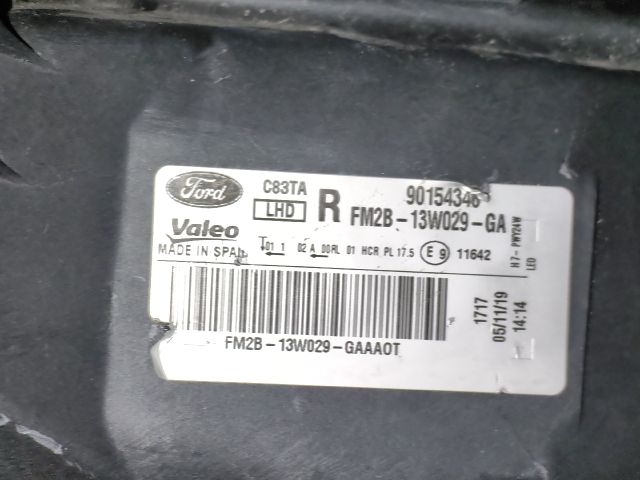 Ford
C83TA
LHD
R
90154346
FM2B-13W029-GA
Valeo
MADE IN SPAIN
01 1 02 A 00RL 01 HCR PL 17.5 E 9 11642
H7-PWY24W
LED
FM2B-13W029-GAAAOT
1717
05/11/19
14:14